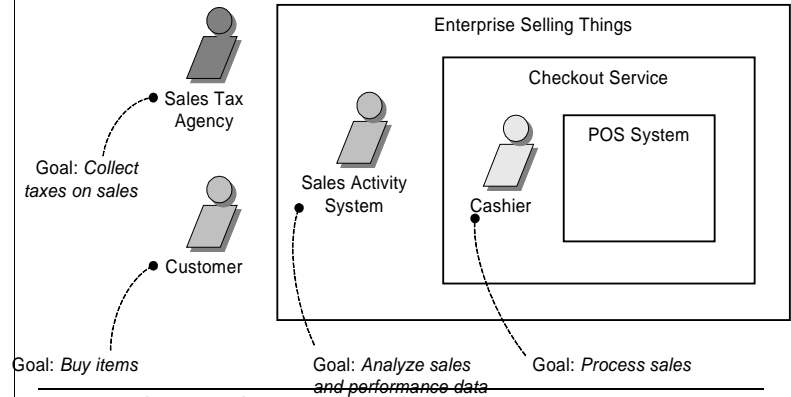 Enterprise Selling Things
Checkout Service
POS System
Sales Tax
Agency
Goal: Collect
taxes on sales
Sales Activity
System
Cashier
Customer
Goal: Buy items
Goal: Analyze sales
and performance data
Goal: Process sales